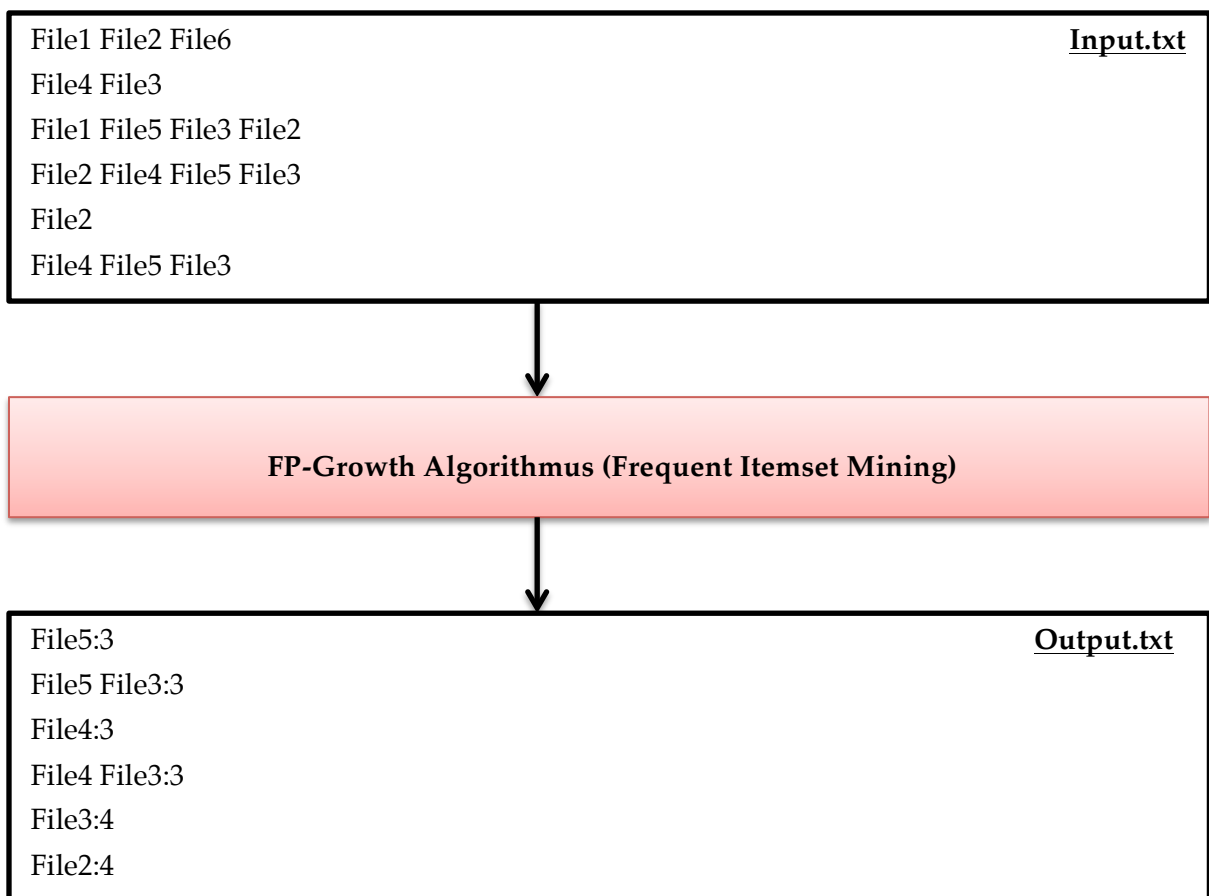 File1 File2 File6 Input.txt
File4 File3
File1 File5 File3 File2
File2 File4 File5 File3
File2
File4 File5 File3
FP-Growth Algorithmus (Frequent Itemset Mining)
File5:3 Output.txt
File5 File3:3
File4:3
File4 File3:3
File3:4
File2:4